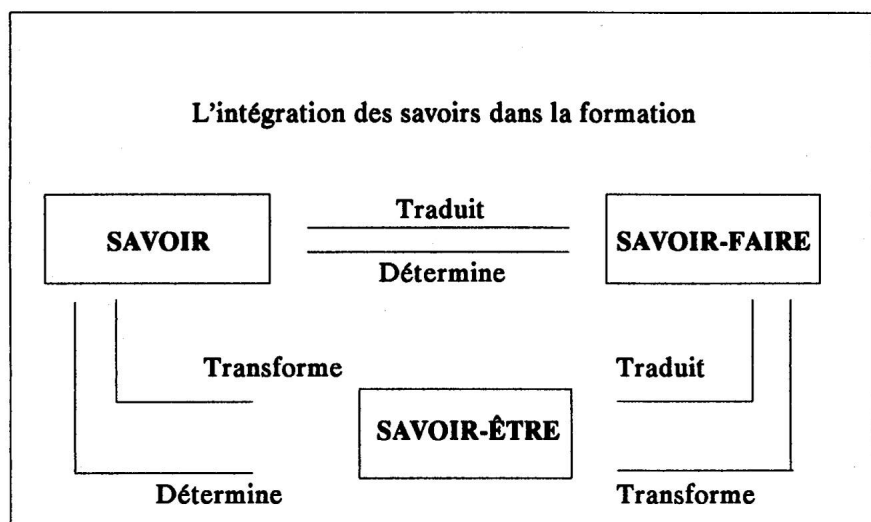 L'intégration des savoirs dans la formation
Traduit
SAVOIR
SAVOIR-FAIRE
Détermine
Transforme
Traduit
SAVOIR-ÊTRE
Détermine
Transforme